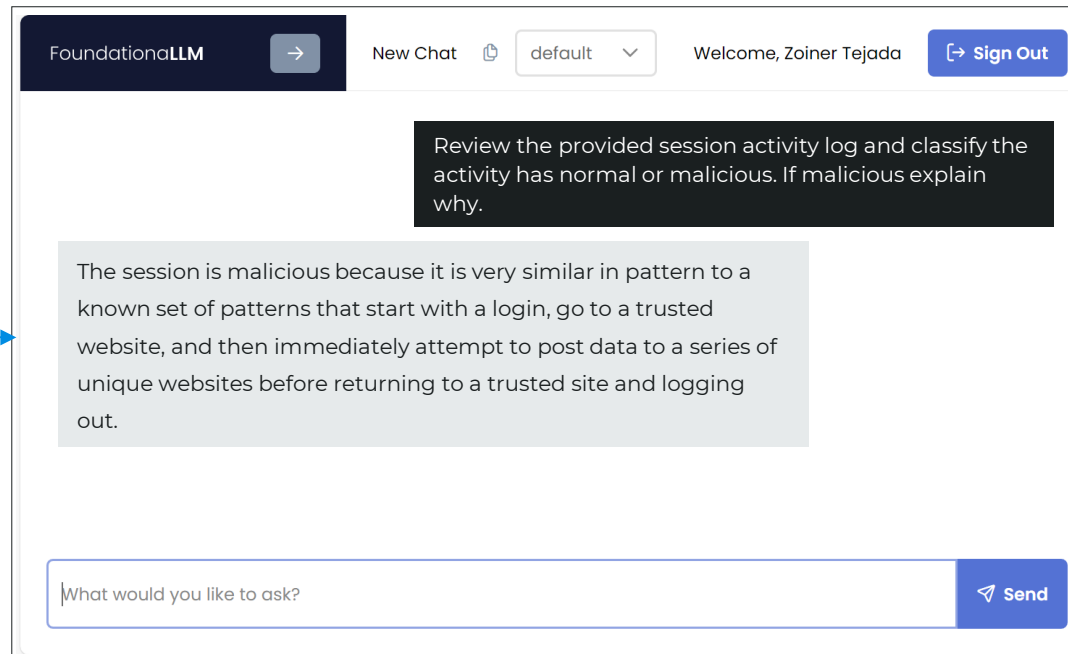 FoundationaLLM
New Chat
default
Welcome, Zoiner Tejada
Sign Out
Review the provided session activity log and classify the
activity has normal or malicious. If malicious explain
why.
The session is malicious because it is very similar in pattern to a
known set of patterns that start with a login, go to a trusted
website, and then immediately attempt to post data to a series of
unique websites before returning to a trusted site and logging
out.
What would you like to ask?
Send